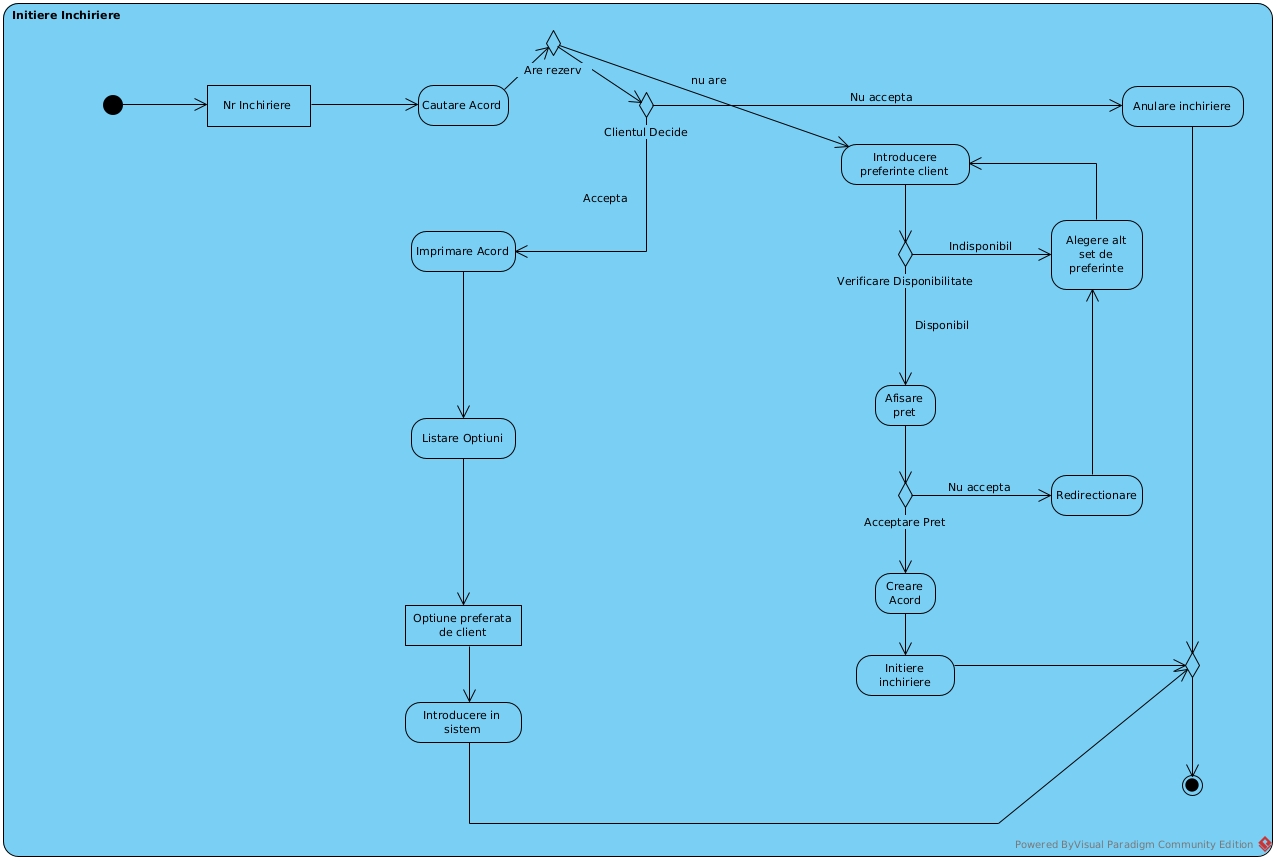 Initiere Inchiriere
Are rezerv
nu are
Nr Inchiriere
Cautare Acord
Nu accepta
Anulare inchiriere
Clientul Decide
Introducere
preferinte client
Accepta
Imprimare Acord
Indisponibil
Alegere alt
set de
preferinte
Verificare Disponibilitate
Disponibil
Afisare
pret
Listare Optiuni
Nu accepta
Redirectionare
Acceptare Pret
Creare
Acord
Optiune preferata
de client
Initiere
inchiriere
Introducere in
sistem
Powered ByVisual Paradigm Community Edition